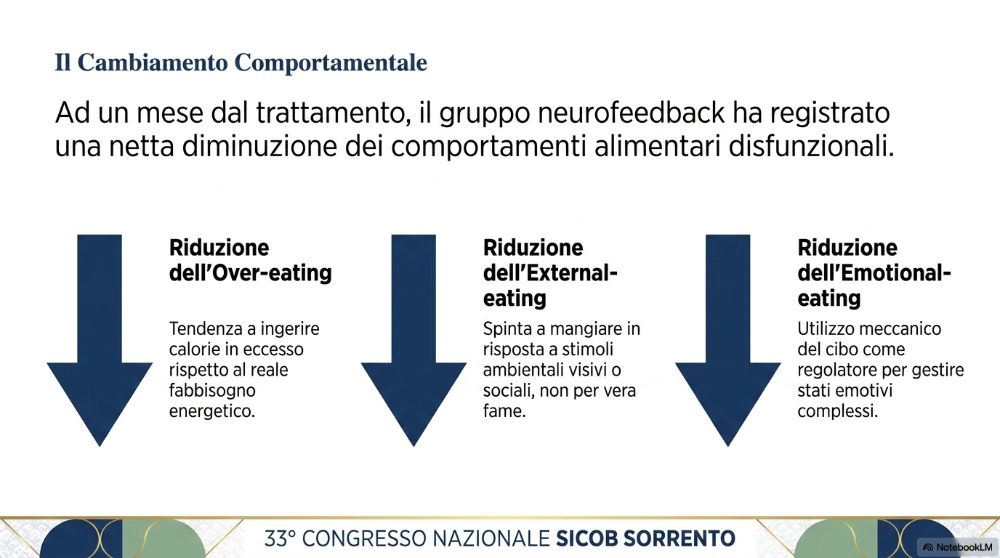 Il Cambiamento Comportamentale
Ad un mese dal trattamento, il gruppo neurofeedback ha registrato
una netta diminuzione dei comportamenti alimentari disfunzionali.
Riduzione
dell'Over-eating
Tendenza a ingerire
calorie in eccesso
rispetto al reale
fabbisogno
energetico.
Riduzione
dell'External-
eating
Spinta a mangiare in
risposta a stimoli
ambientali visivi o
sociali, non per vera
fame.
Riduzione
dell'Emotional-
eating
Utilizzo meccanico
del cibo come
regolatore per gestire
stati emotivi
complessi.
33° CONGRESSO NAZIONALE SICOB SORRENTO
NotebookLM